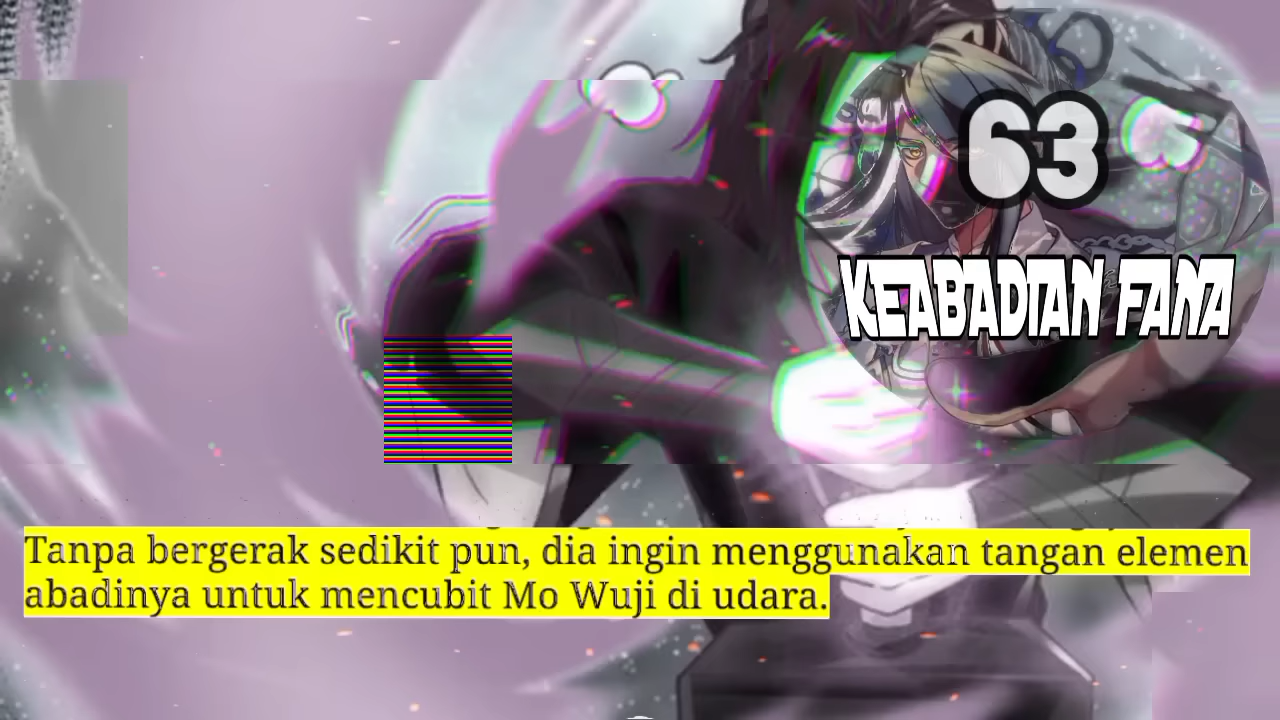 63
KEABADIAN FANA
Tanpa bergerak sedikit pun, dia ingin menggunakan tangan elemen
abadinya untuk mencubit Mo Wuji di udara.